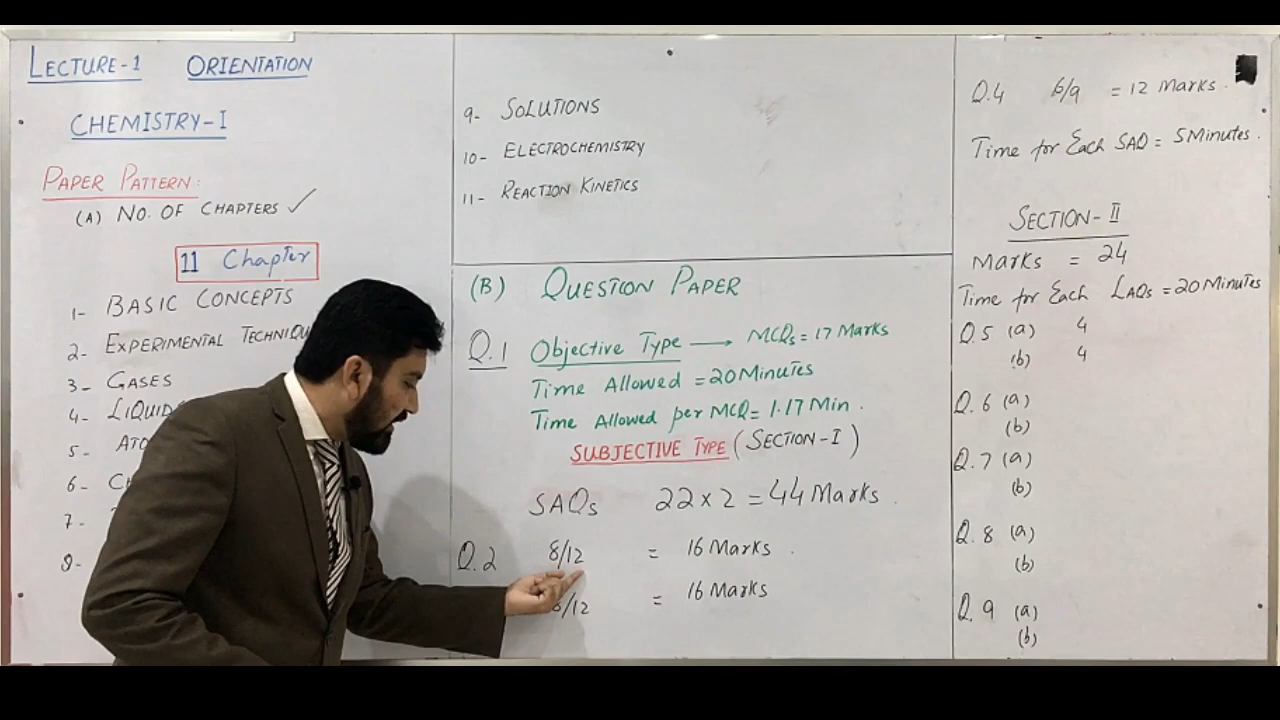 LECTURE-1 ORIENTATION
CHEMISTRY-I
PAPER PATTERN:
(A) NO. OF CHAPTERS ✓
11 Chapter
1- BASIC CONCEPTS
2- EXPERIMENTAL TECHNIQU
3- GASES
4- LIQUID
5- ATO
6- CH
7-
8-
9- SOLUTIONS
10- ELECTROCHEMISTRY
11- REACTION KINETICS
(B) QUESTION PAPER
Q.1 Objective Type → MCQs = 17 Marks
Time Allowed = 20 Minutes
Time Allowed per MCQ = 1.17 Min.
SUBJECTIVE TYPE (SECTION-I)
SAQs 22 x 2 = 44 Marks.
Q.2 8/12 = 16 Marks.
8/12 = 16 Marks
Q.4 6/9 = 12 Marks.
Time for Each SAQ = 5 Minutes.
SECTION-II
Marks = 24
Time for Each LAQs = 20 Minutes
Q.5 (a) 4
(b) 4
Q.6 (a)
(b)
Q.7 (a)
(b)
Q.8 (a)
(b)
Q.9 (a)
(b)